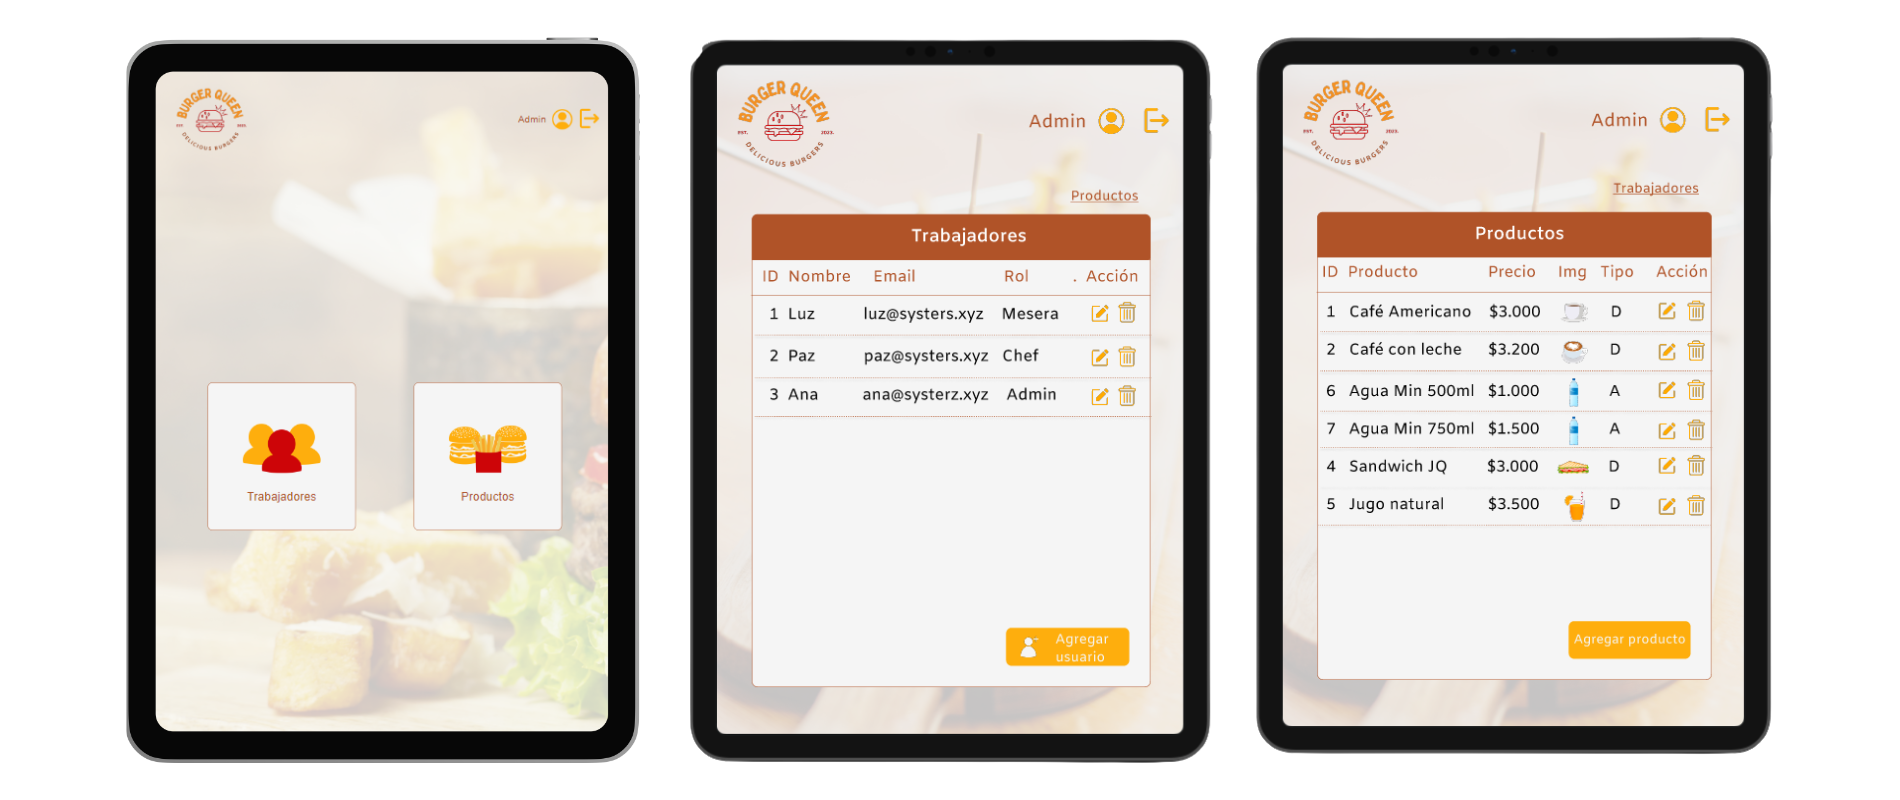 BURGER QUEEN
EST. 2023.
DELICIOUS BURGERS
Admin
Trabajadores
Productos
BURGER QUEEN
EST. 2023.
DELICIOUS BURGERS
Admin
Productos
Trabajadores
ID Nombre Email Rol . Acción
1 Luz luz@systers.xyz Mesera
2 Paz paz@systers.xyz Chef
3 Ana ana@systerz.xyz Admin
Agregar
usuario
BURGER QUEEN
EST. 2023.
DELICIOUS BURGERS
Admin
Trabajadores
Productos
ID Producto Precio Img Tipo Acción
1 Café Americano $3.000 D
2 Café con leche $3.200 D
6 Agua Min 500ml $1.000 A
7 Agua Min 750ml $1.500 A
4 Sandwich JQ $3.000 D
5 Jugo natural $3.500 D
Agregar producto